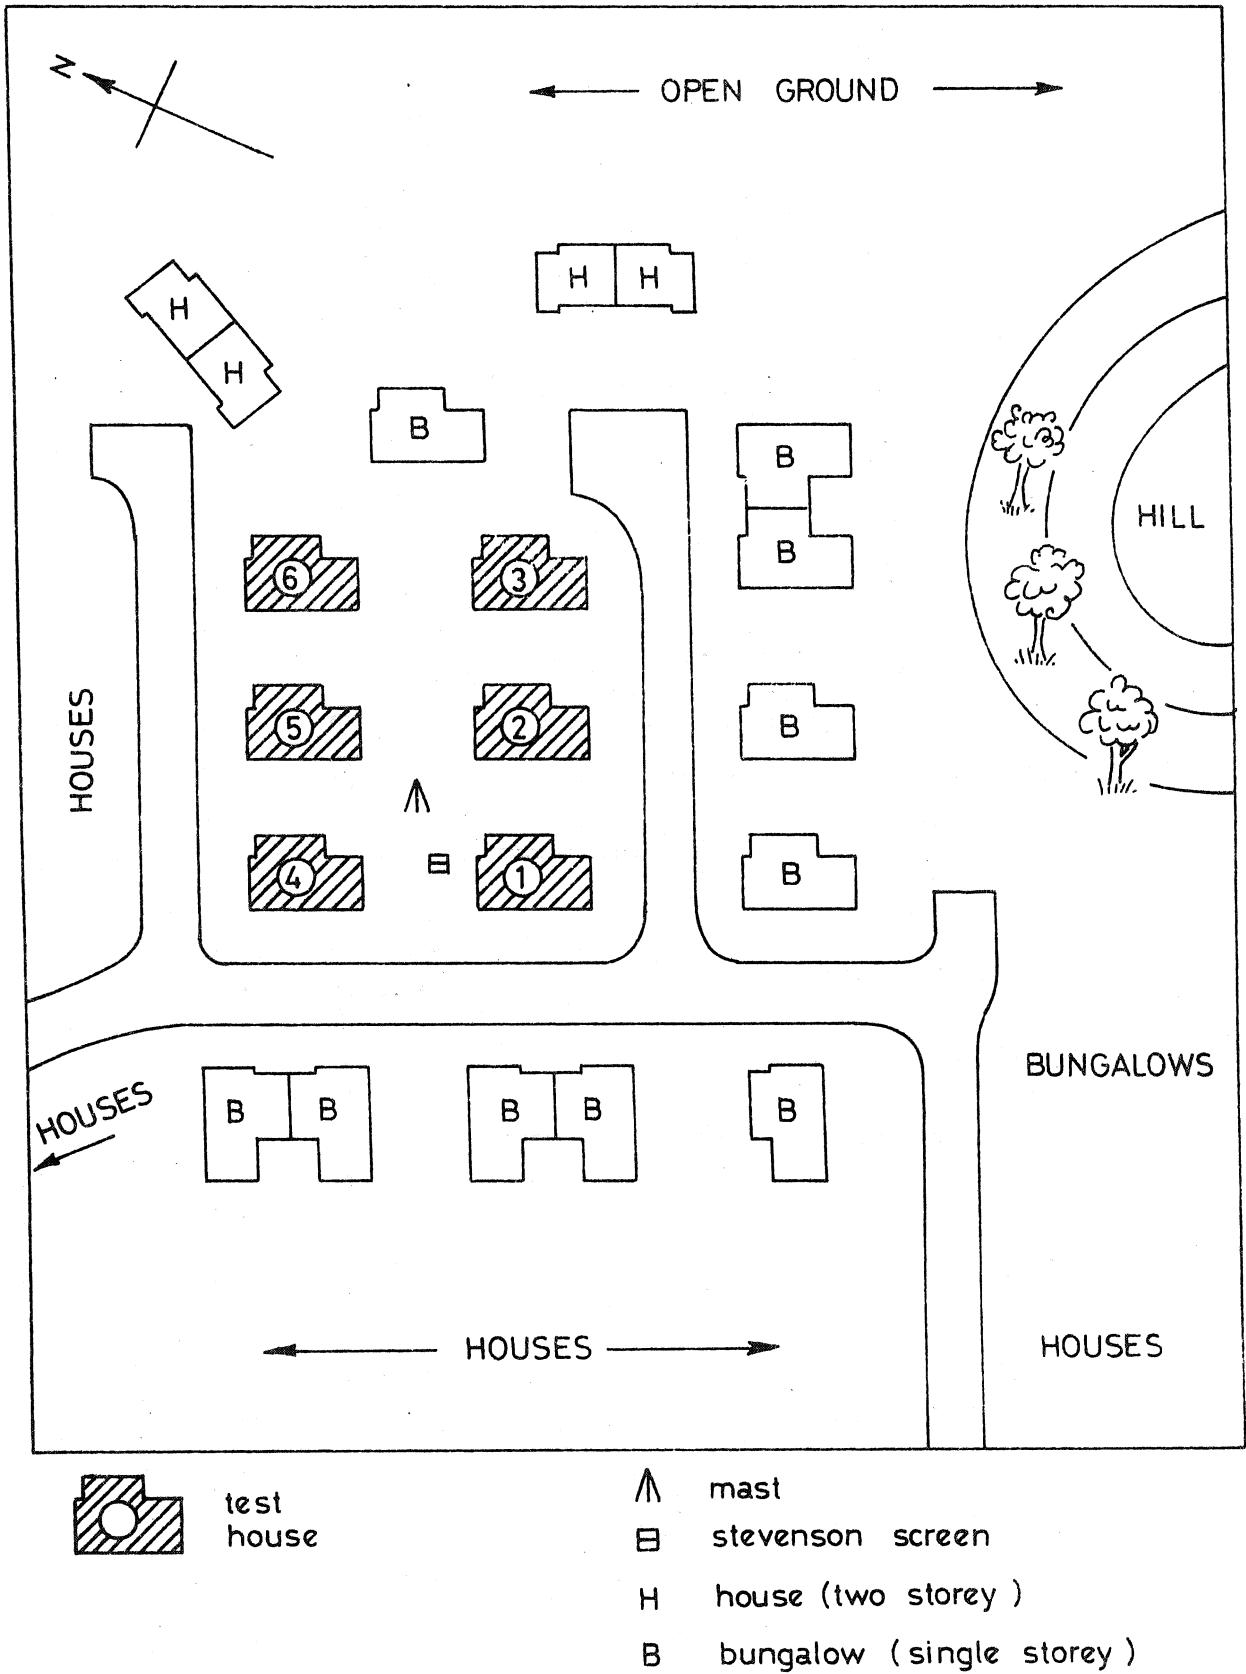 N
OPEN GROUND
H
H
H
H
B
B
B
HILL
6
3
HOUSES
5
2
B
4
1
B
BUNGALOWS
HOUSES
B
B
B
B
B
HOUSES
HOUSES
test
house
mast
stevenson screen
H house (two storey)
B bungalow (single storey)